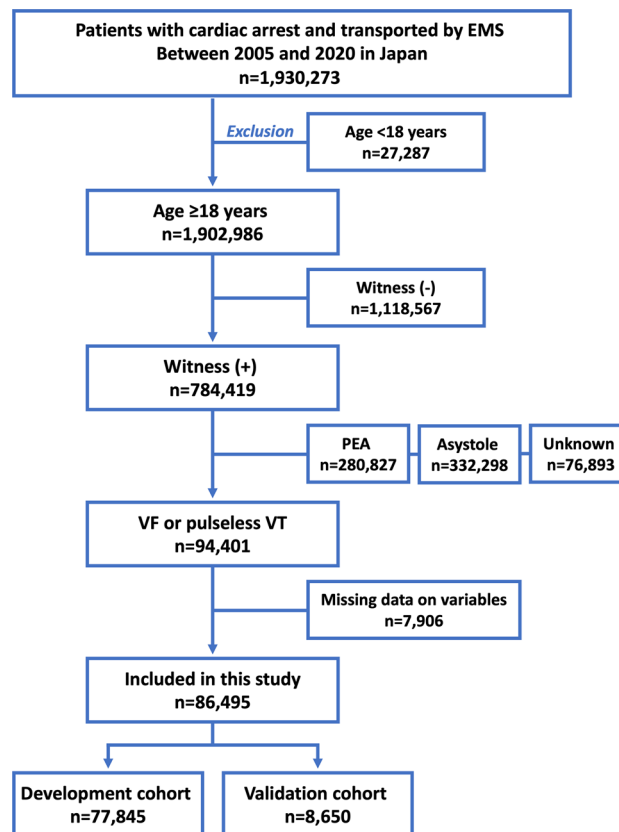 Patients with cardiac arrest and transported by EMS
Between 2005 and 2020 in Japan
n=1,930,273
Exclusion
Age <18 years
n=27,287
Age ≥18 years
n=1,902,986
Witness (-)
n=1,118,567
Witness (+)
n=784,419
PEA
n=280,827
Asystole
n=332,298
Unknown
n=76,893
VF or pulseless VT
n=94,401
Missing data on variables
n=7,906
Included in this study
n=86,495
Development cohort
n=77,845
Validation cohort
n=8,650